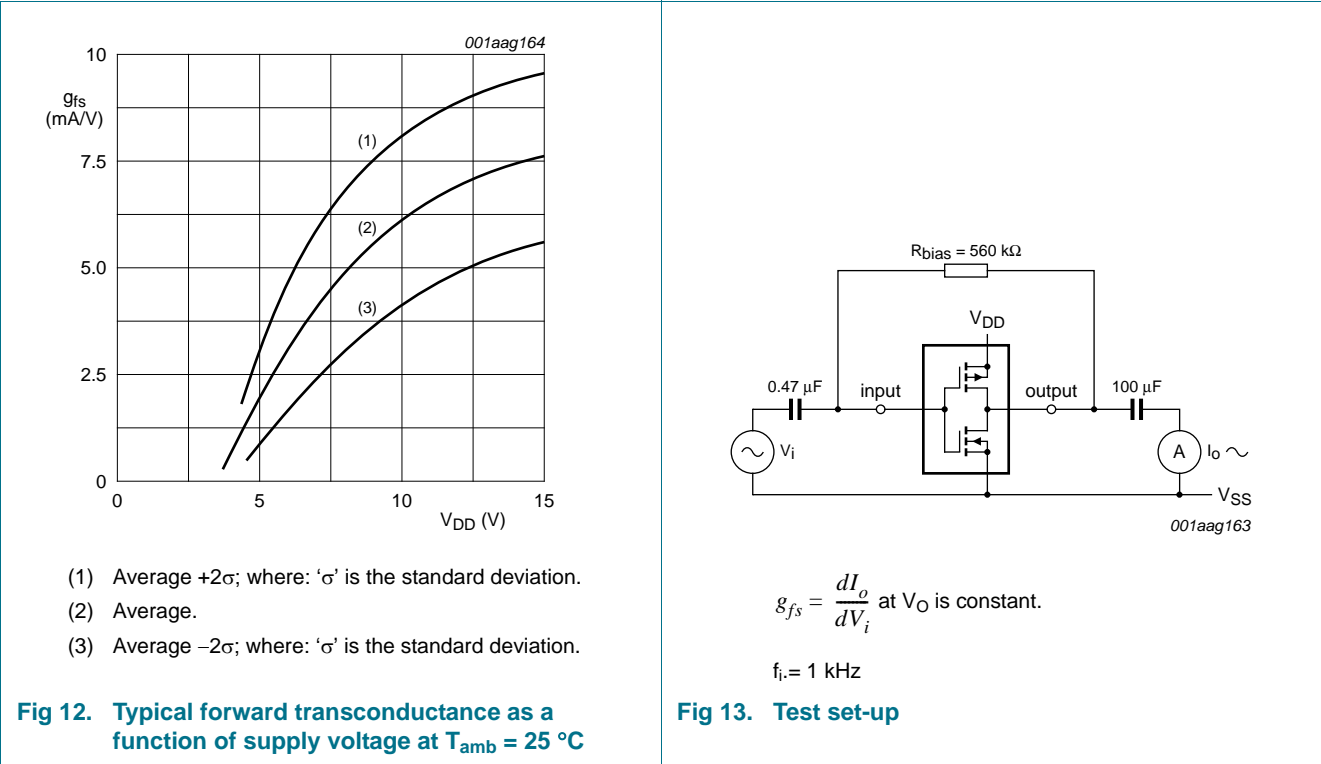 001aag164
10
gfs
(mA/V)
7.5
5.0
2.5
0
0
5
10
15
VDD (V)
(1)
(2)
(3)
(1) Average +2σ; where: ‘σ’ is the standard deviation.
(2) Average.
(3) Average −2σ; where: ‘σ’ is the standard deviation.
Fig 12. Typical forward transconductance as a
function of supply voltage at Tamb = 25 °C
Rbias = 560 kΩ
VDD
0.47 μF
input
output
100 μF
Vi
A
Io
VSS
001aag163
gfs = dIo/dVi at VO is constant.
fi.= 1 kHz
Fig 13. Test set-up